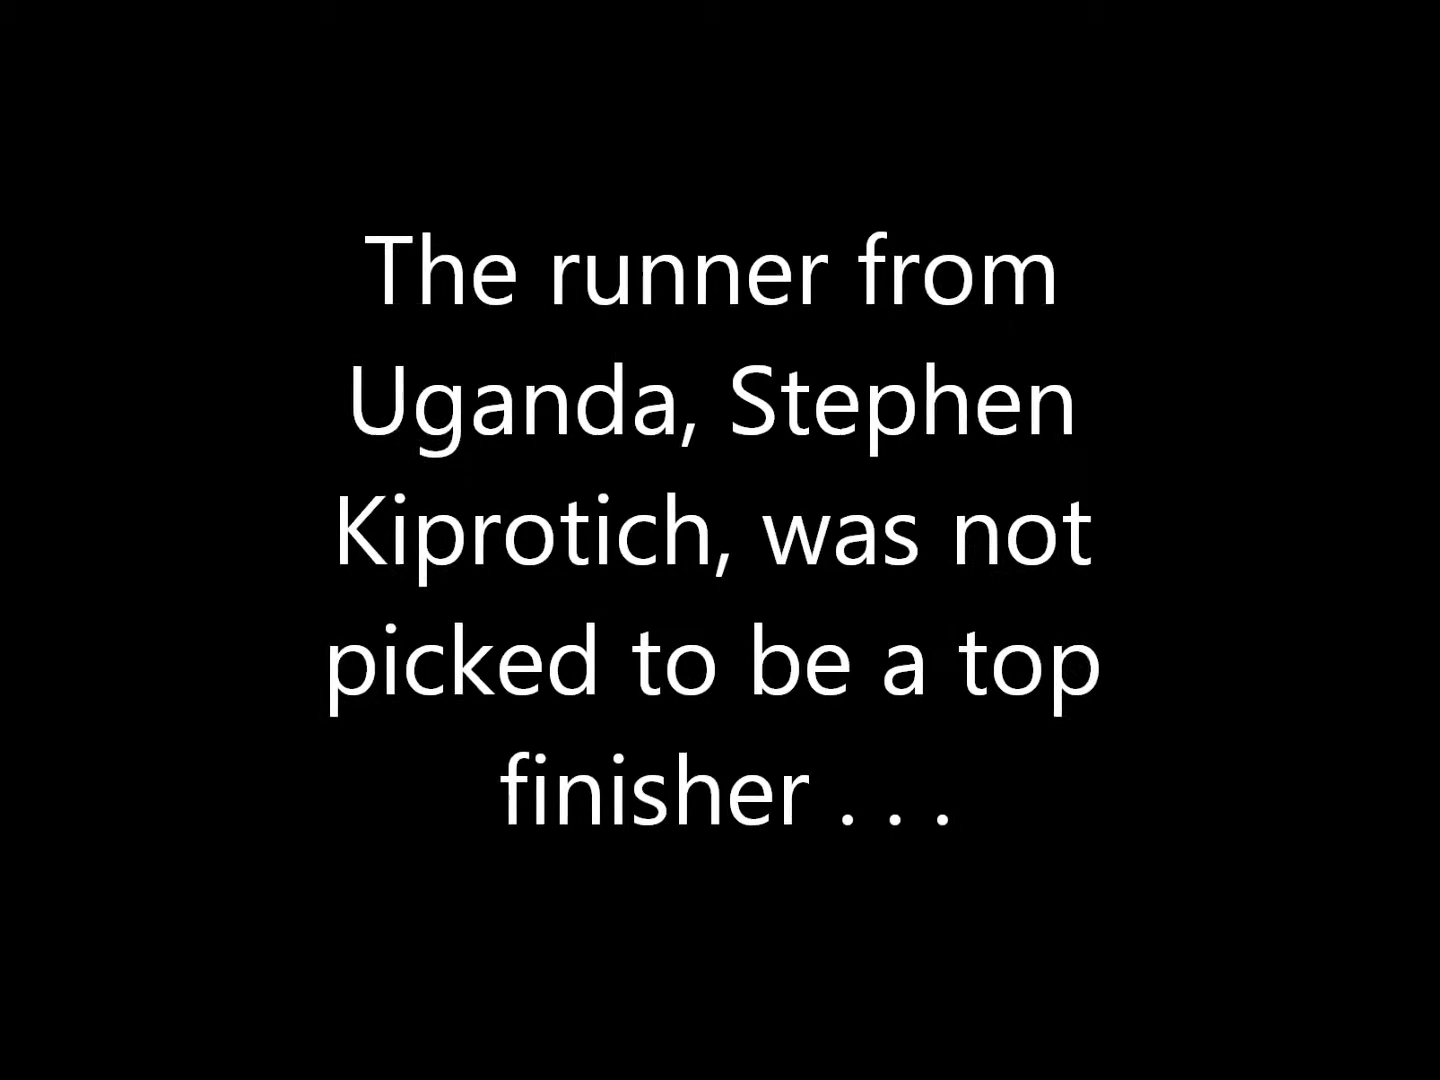 The runner from
Uganda, Stephen
Kiprotich, was not
picked to be a top
finisher . . .